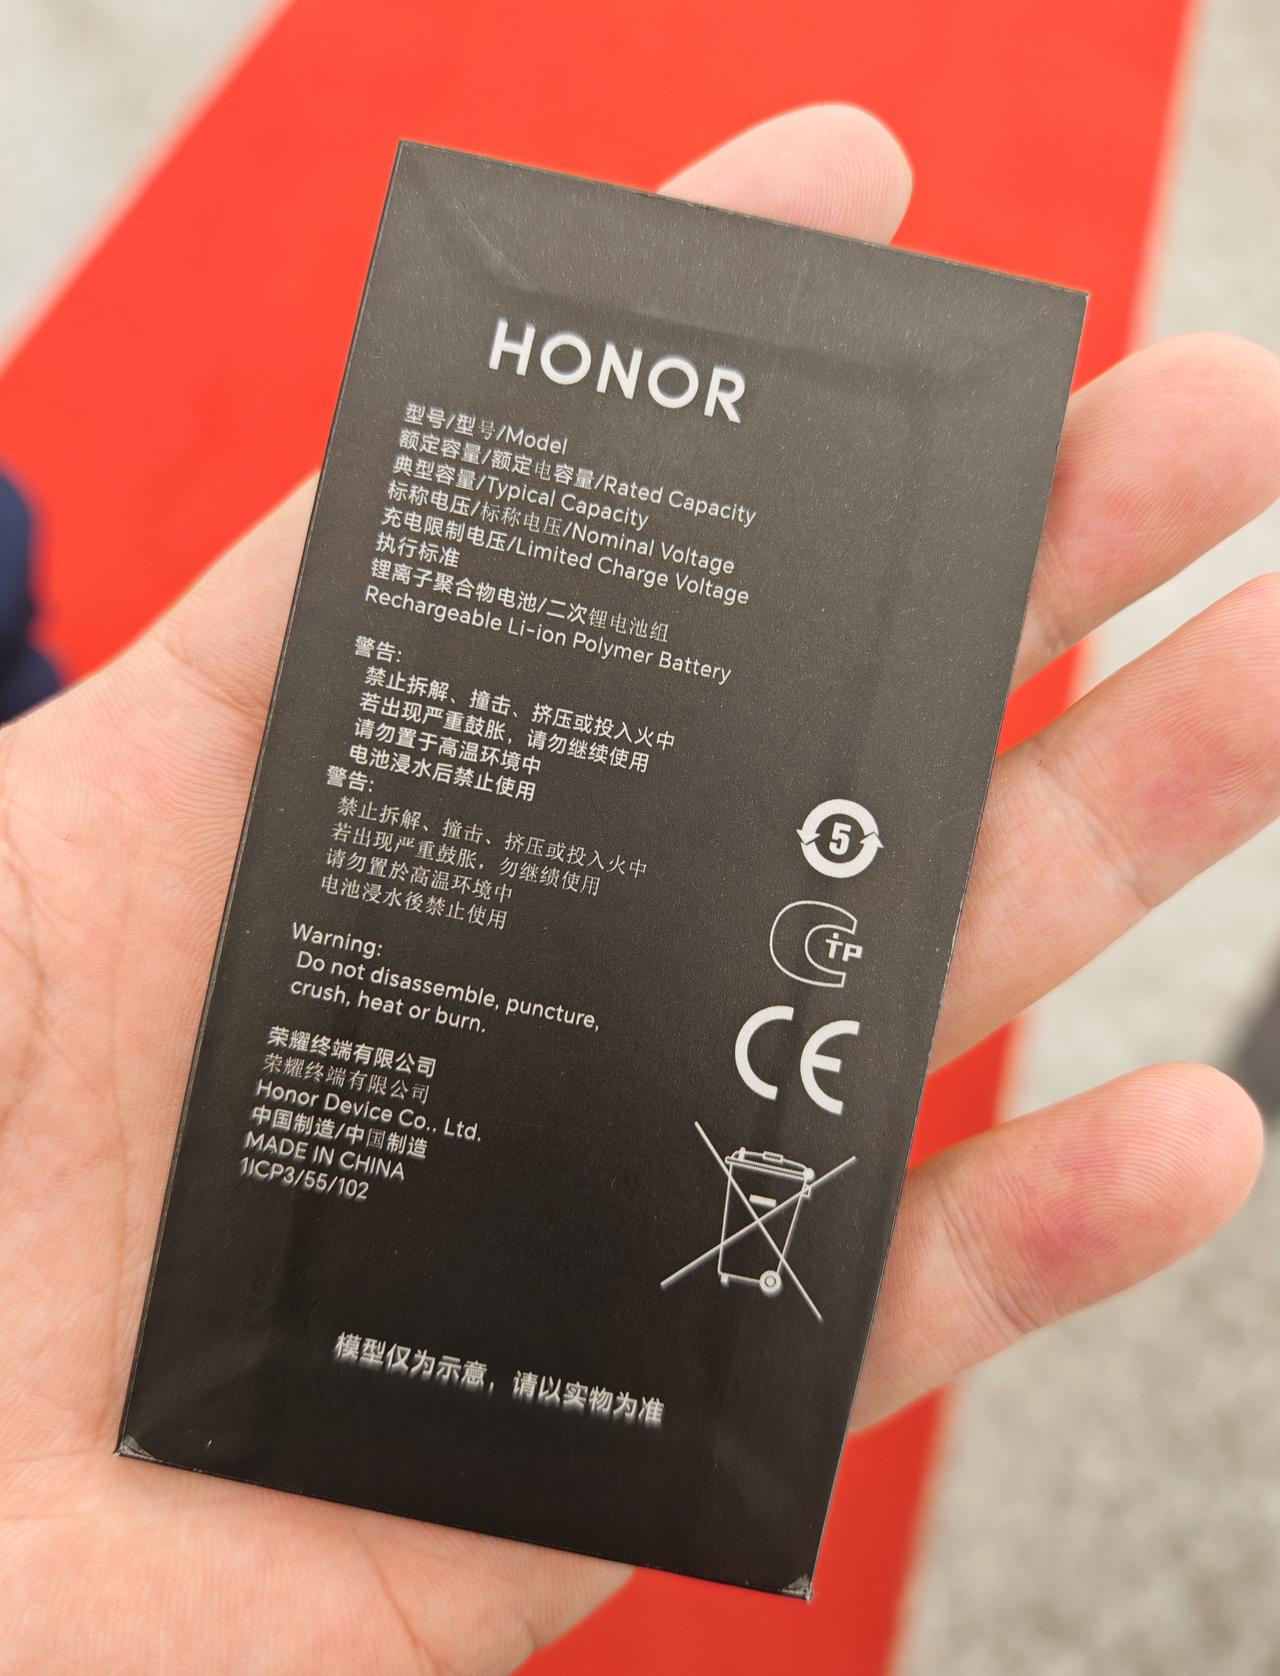 HONOR
型号/型号/Model
额定容量/额定电容量/Rated Capacity
典型容量/Typical Capacity
标称电压/标称电压/Nominal Voltage
充电限制电压/Limited Charge Voltage
执行标准
锂离子聚合物电池/二次锂电池组
Rechargeable Li-ion Polymer Battery
警告:
禁止拆解、撞击、挤压或投入火中
若出现严重鼓胀，请勿继续使用
请勿置于高温环境中
电池浸水后禁止使用
警告:
禁止拆解、撞击、挤压或投入火中
若出现严重鼓胀，勿继续使用
请勿置於高温环境中
电池浸水後禁止使用
Warning:
Do not disassemble, puncture,
crush, heat or burn.
荣耀终端有限公司
荣耀终端有限公司
Honor Device Co., Ltd.
中国制造/中国制造
MADE IN CHINA
1ICP3/55/102
5
CTP
CE
模型仅为示意，请以实物为准